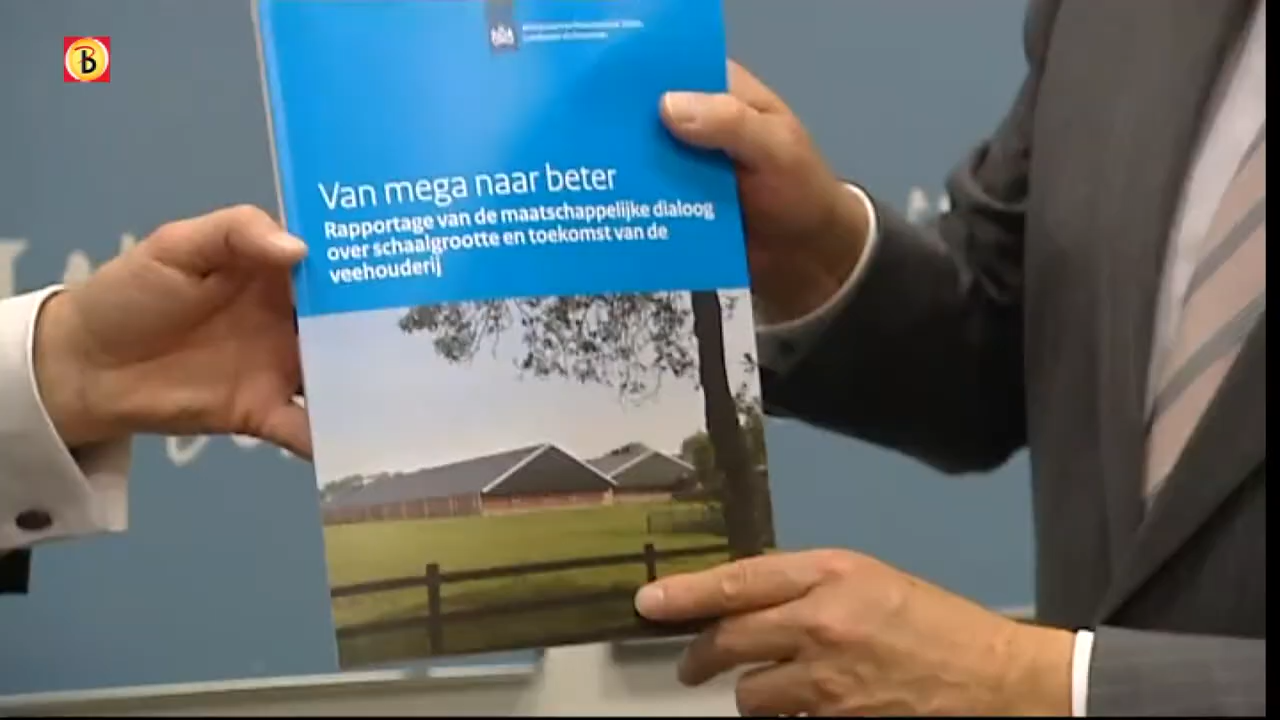 B
Van mega naar beter
Rapportage van de maatschappelijke dialoog
over schaalgrootte en toekomst van de
veehouderij